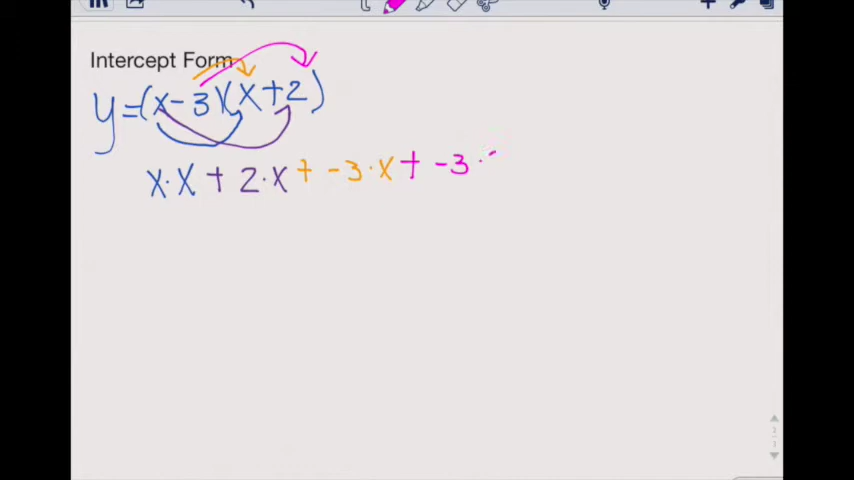 Intercept Form
y=(x-3)(x+2)
x·x + 2·x + -3·x + -3·